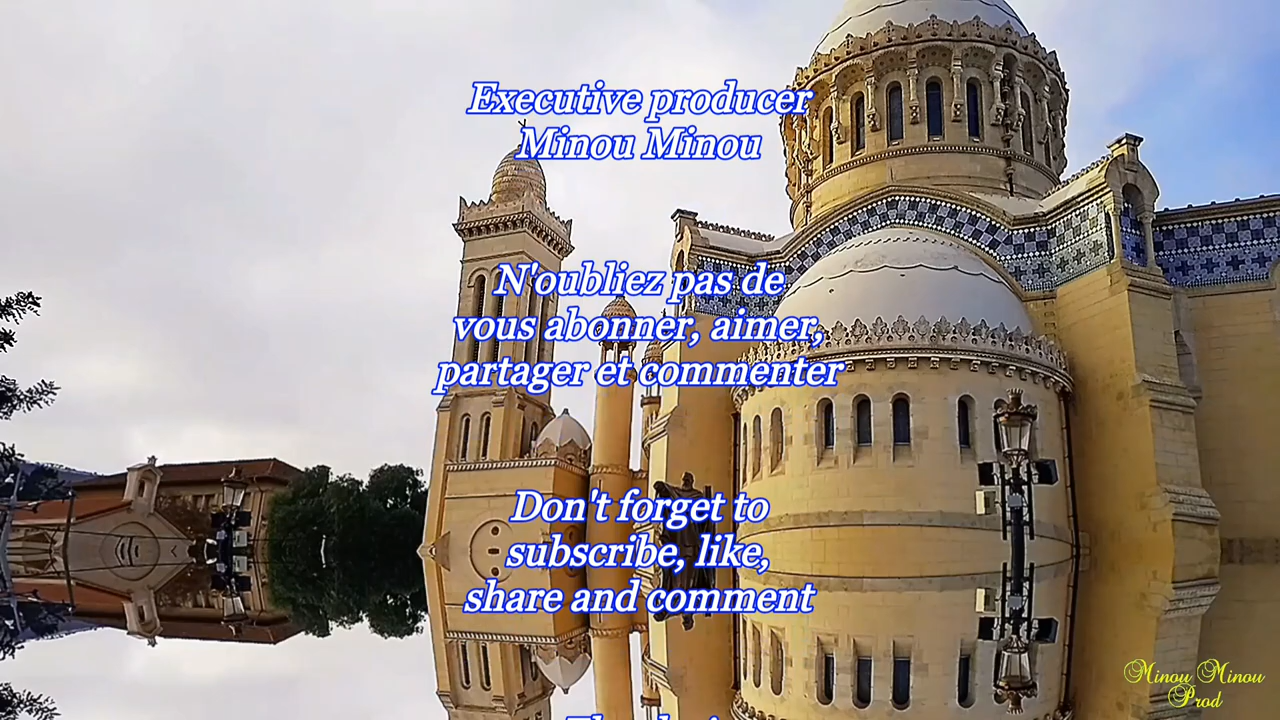 Executive producer
Minou Minou
N'oubliez pas de
vous abonner, aimer,
partager et commenter
Don't forget to
subscribe, like,
share and comment
Minou Minou
Prod